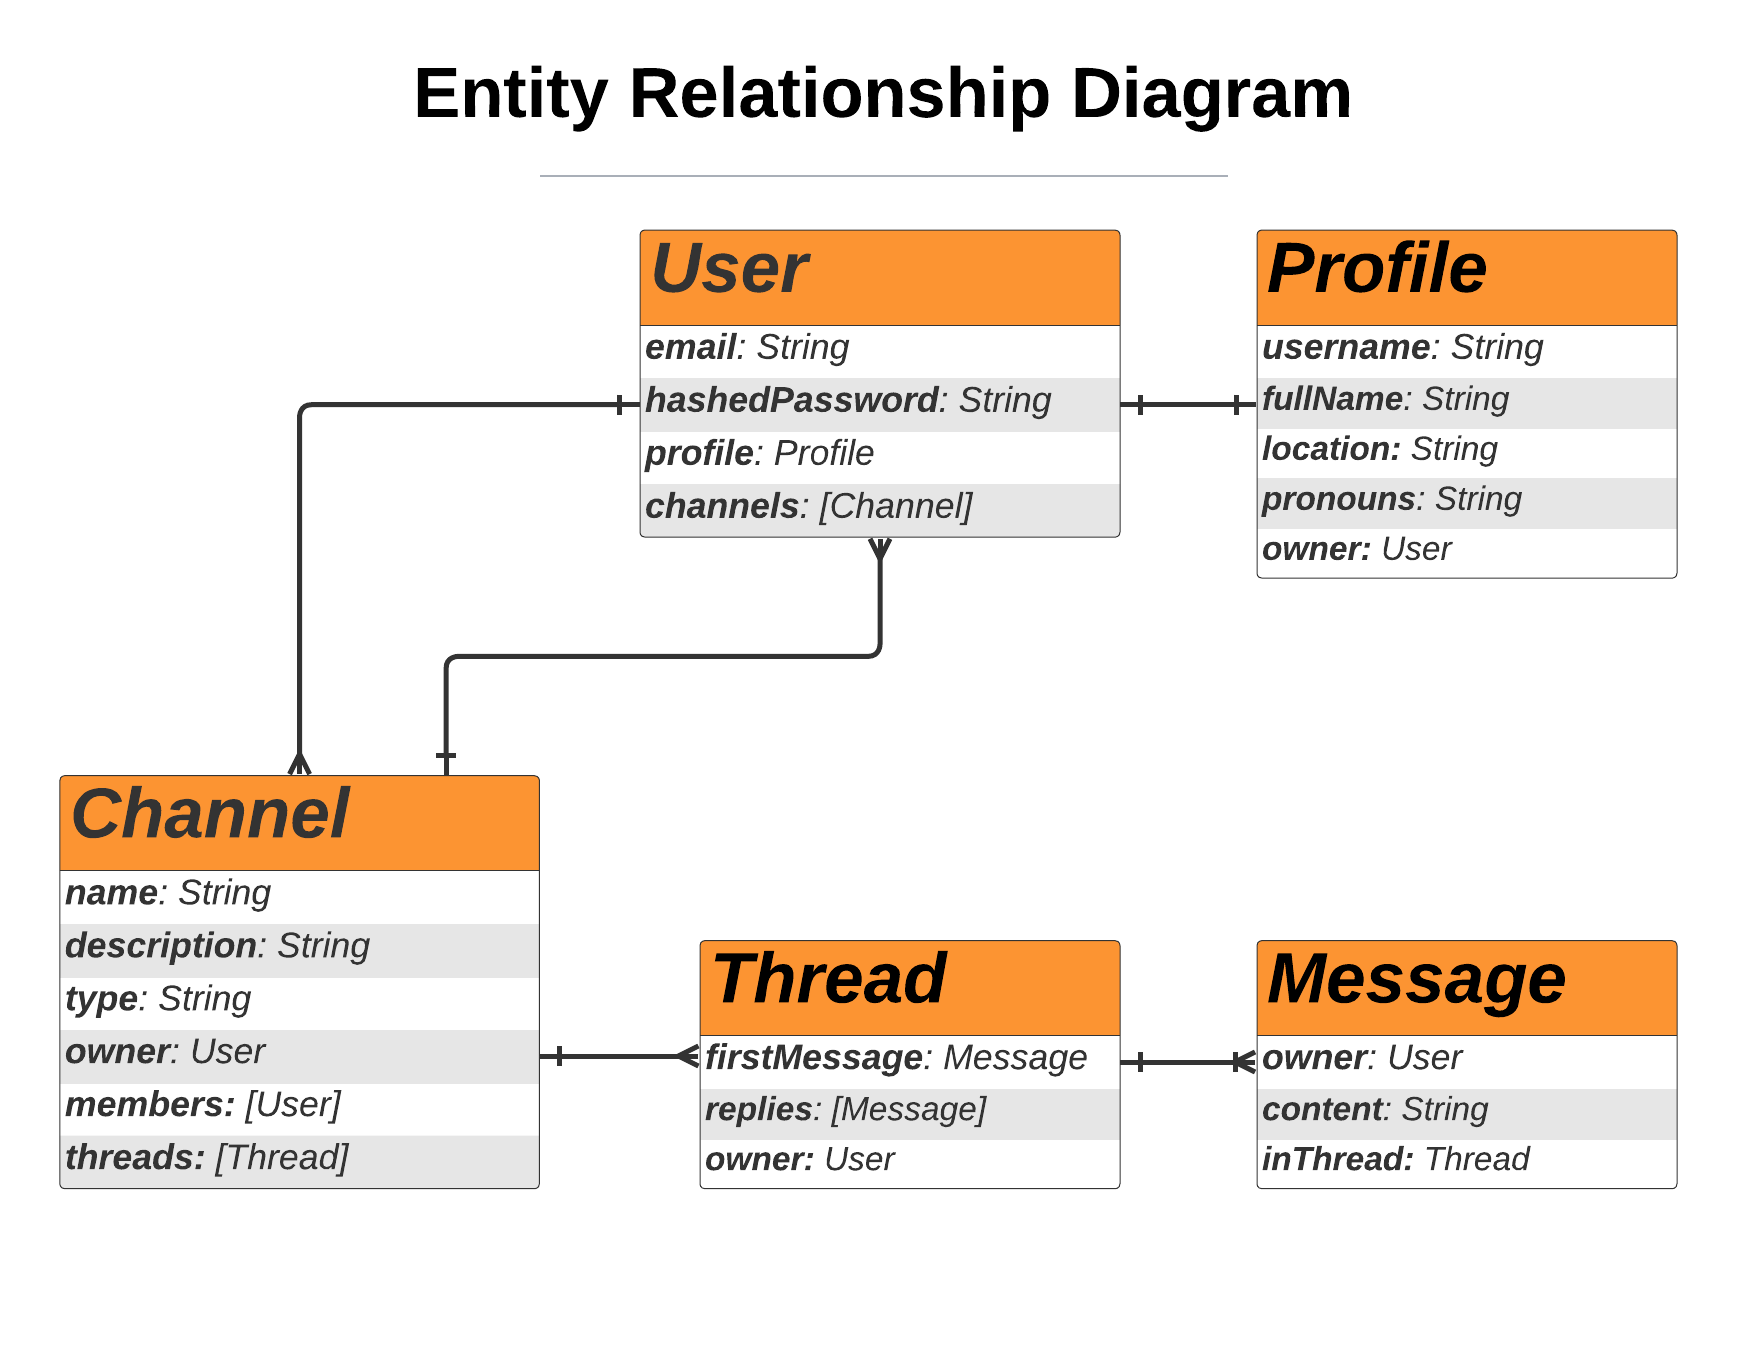 Entity Relationship Diagram
User
email: String
hashedPassword: String
profile: Profile
channels: [Channel]
Profile
username: String
fullName: String
location: String
pronouns: String
owner: User
Channel
name: String
description: String
type: String
owner: User
members: [User]
threads: [Thread]
Thread
firstMessage: Message
replies: [Message]
owner: User
Message
owner: User
content: String
inThread: Thread